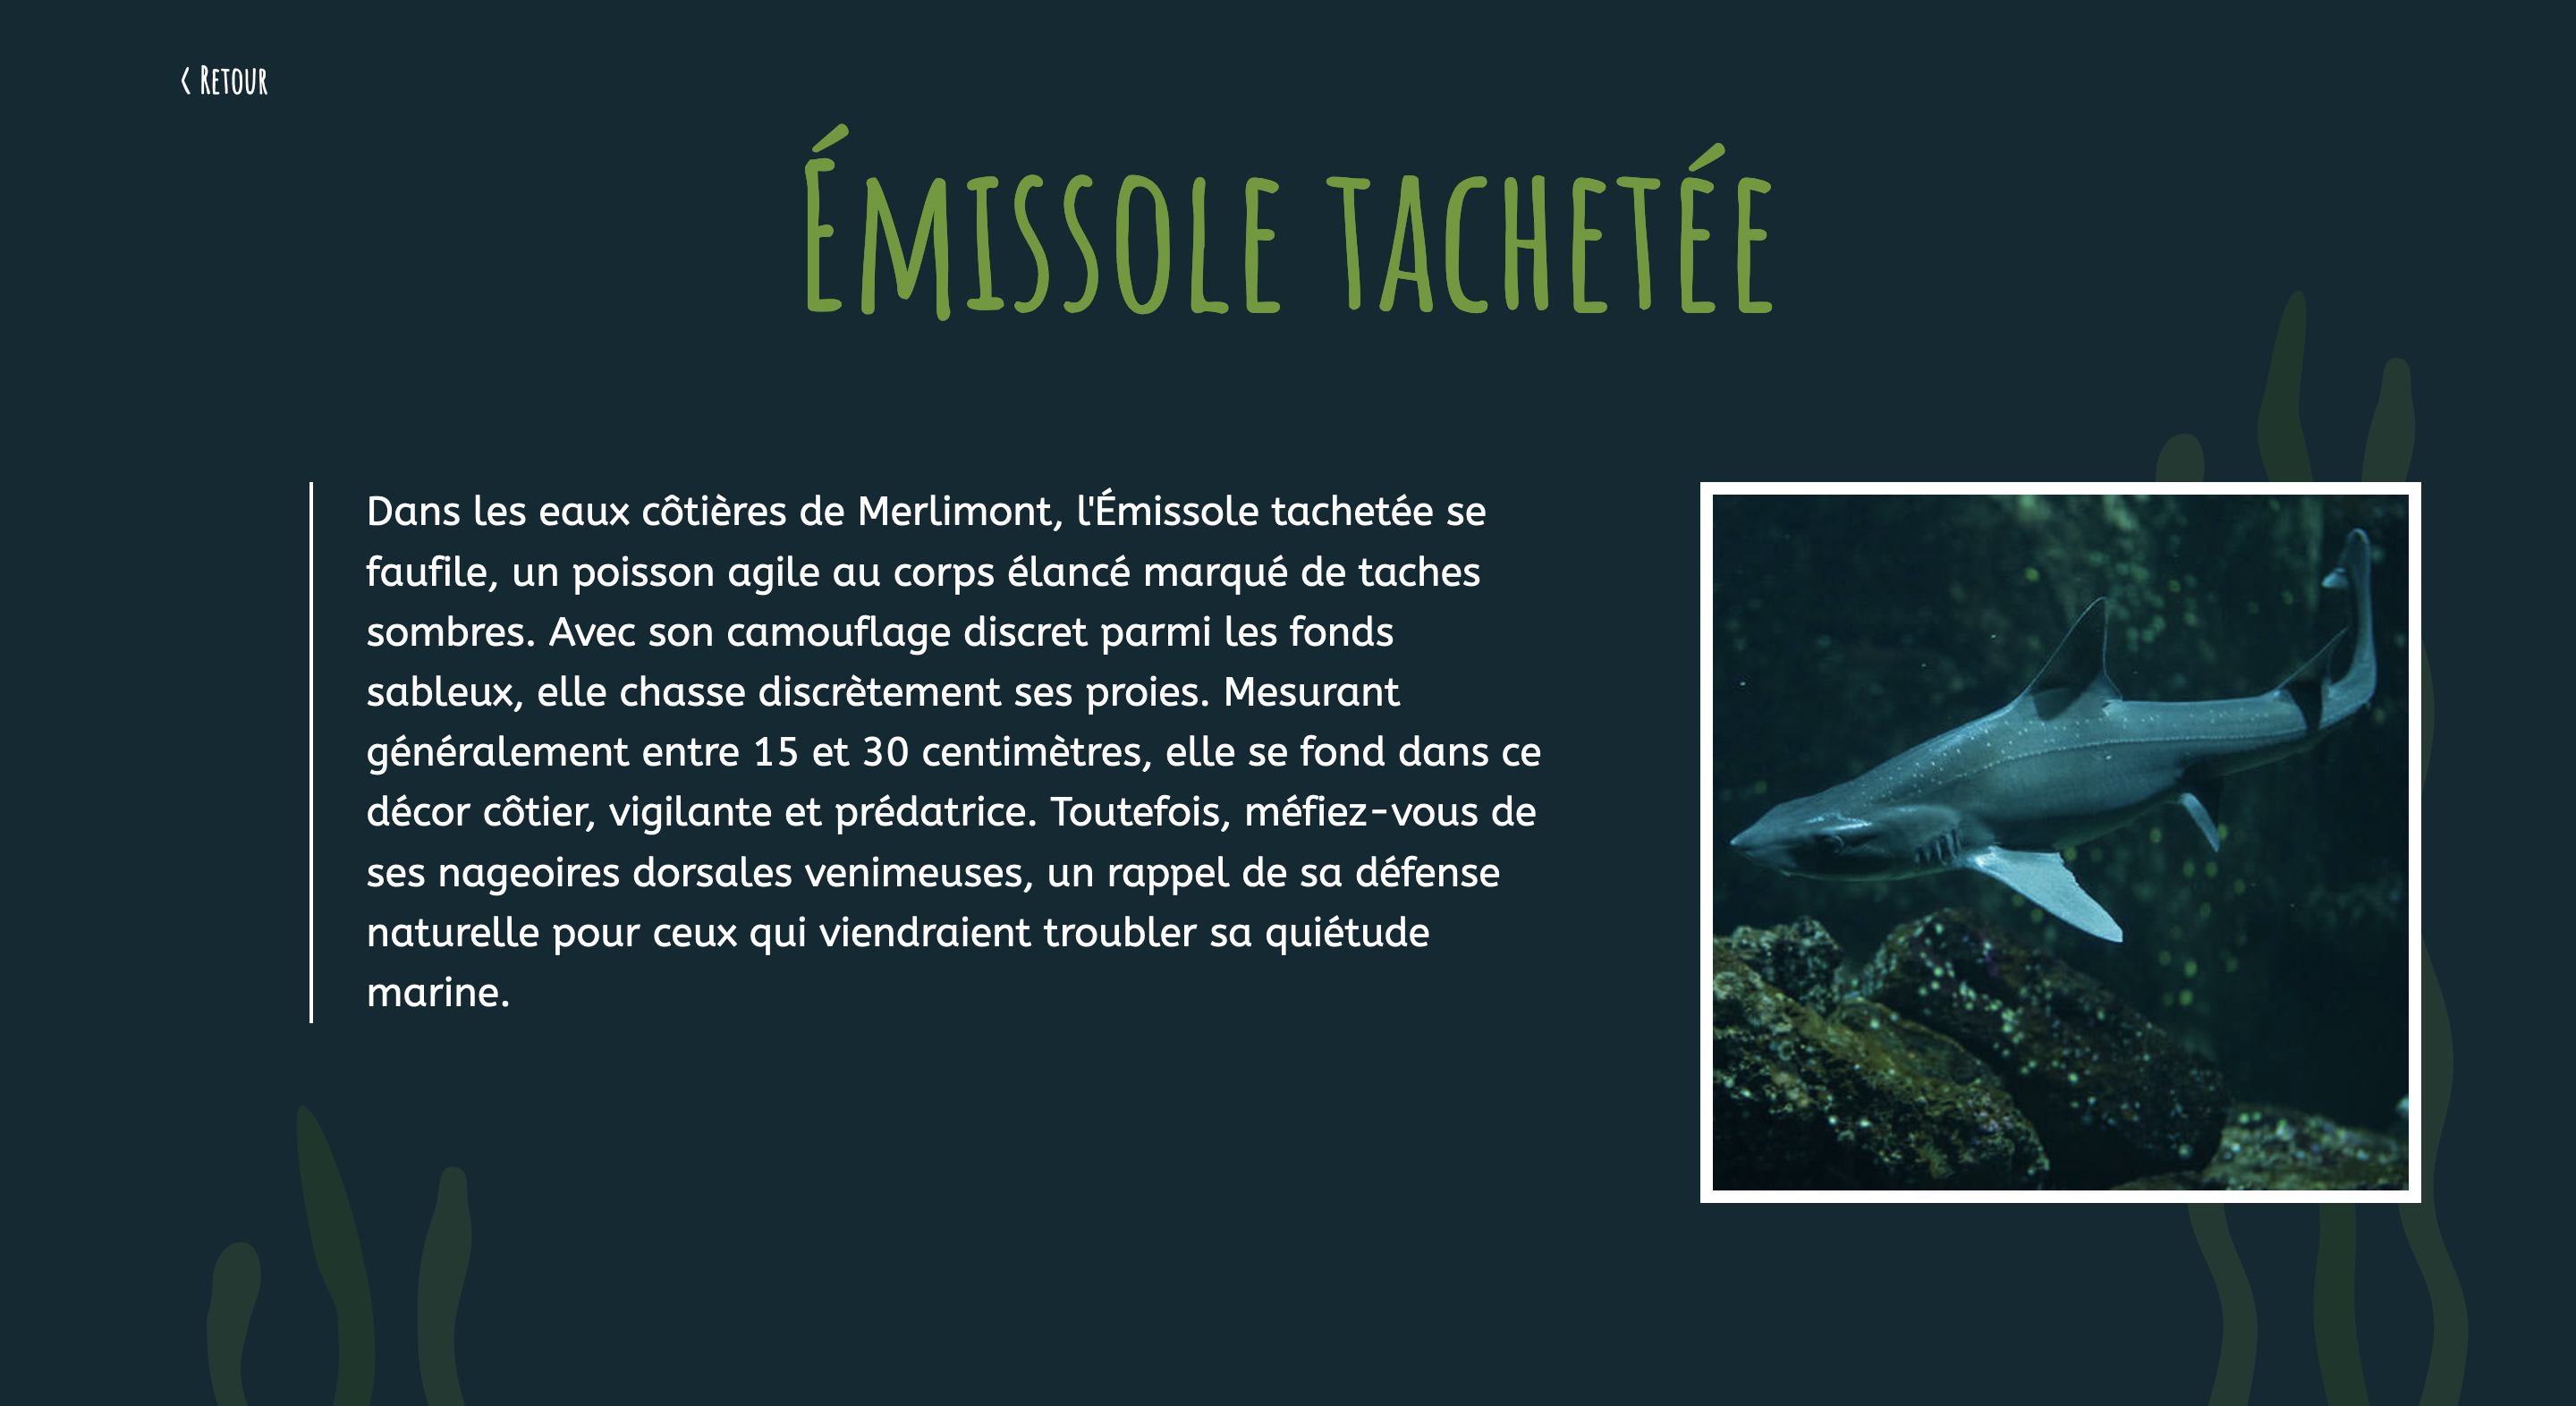 < Retour
Émissole tachetée
Dans les eaux côtières de Merlimont, l'Émissole tachetée se
faufile, un poisson agile au corps élancé marqué de taches
sombres. Avec son camouflage discret parmi les fonds
sableux, elle chasse discrètement ses proies. Mesurant
généralement entre 15 et 30 centimètres, elle se fond dans ce
décor côtier, vigilante et prédatrice. Toutefois, méfiez-vous de
ses nageoires dorsales venimeuses, un rappel de sa défense
naturelle pour ceux qui viendraient troubler sa quiétude
marine.